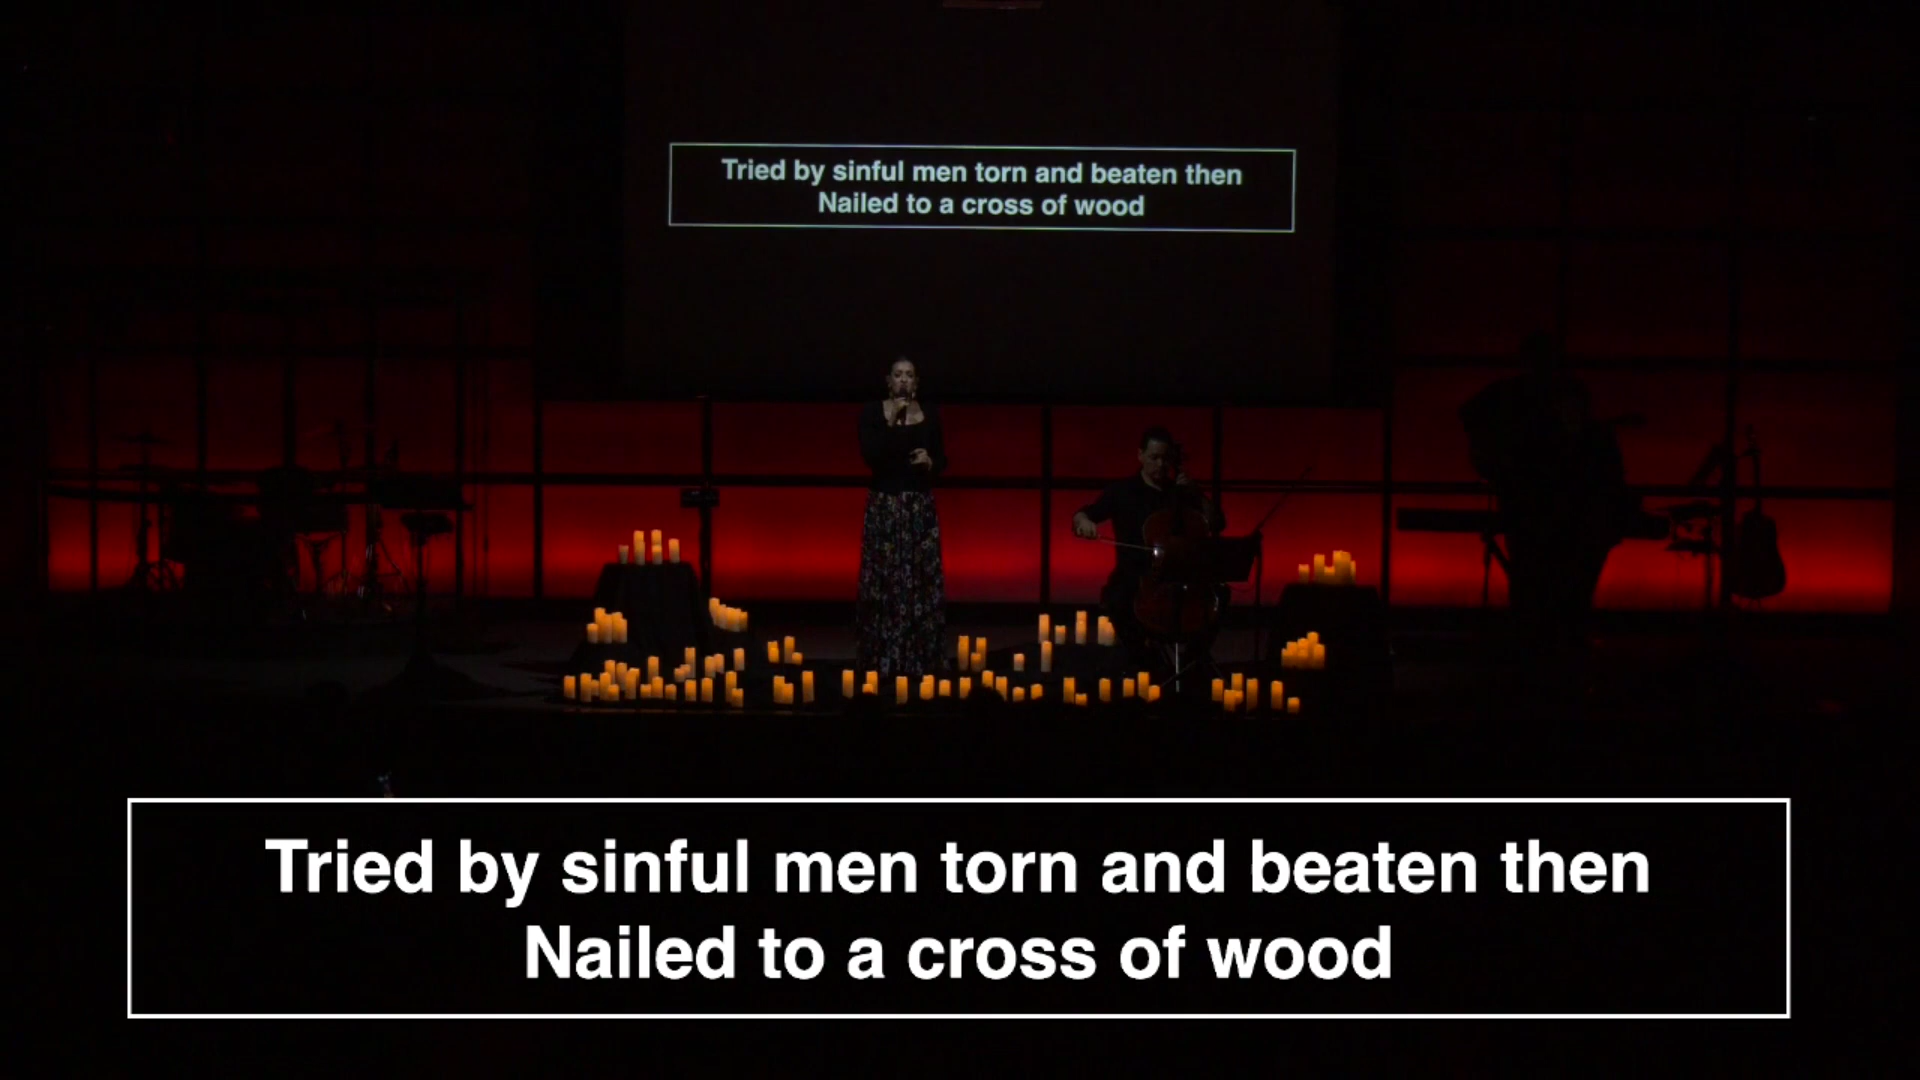 Tried by sinful men torn and beaten then
Nailed to a cross of wood
Tried by sinful men torn and beaten then
Nailed to a cross of wood